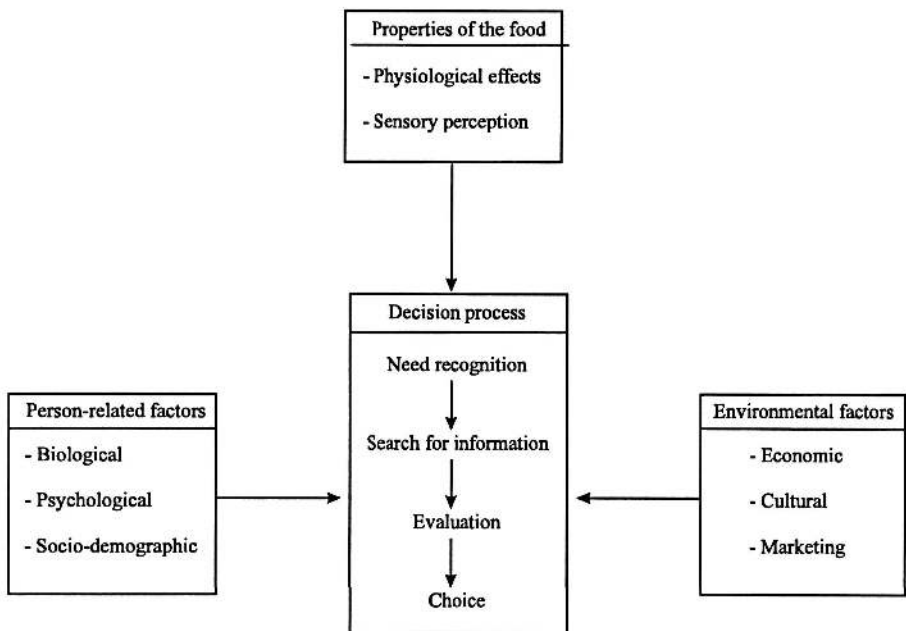 Properties of the food
- Physiological effects
- Sensory perception
Decision process
Need recognition
Search for information
Evaluation
Choice
Person-related factors
- Biological
- Psychological
- Socio-demographic
Environmental factors
- Economic
- Cultural
- Marketing